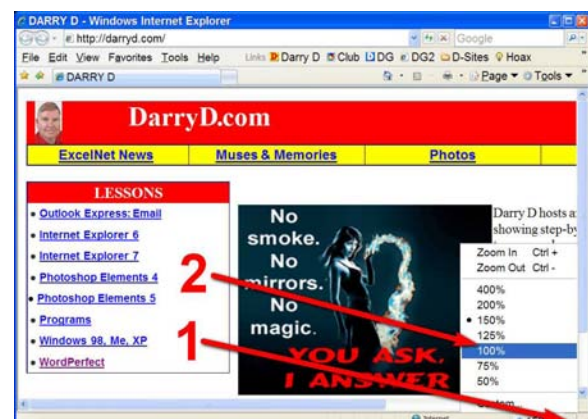 DARRY D - Windows Internet Explorer
http://darryd.com/
Google
File Edit View Favorites Tools Help
Links Darry D Club DG DG2 D-Sites Hoax
DARRY D
Page Tools
DarryD.com
ExcelNet News Muses & Memories Photos
LESSONS
• Outlook Express: Email
• Internet Explorer 6
• Internet Explorer 7
• Photoshop Elements 4
• Photoshop Elements 5
• Programs
• Windows 98, Me, XP
• WordPerfect
No
smoke.
No
mirrors.
No
magic.
YOU ASK,
I ANSWER
Darry D hosts a
showing step-by
Zoom In Ctrl +
Zoom Out Ctrl -
400%
200%
• 150%
125%
100%
75%
50%
Custom...
2
1
Internet